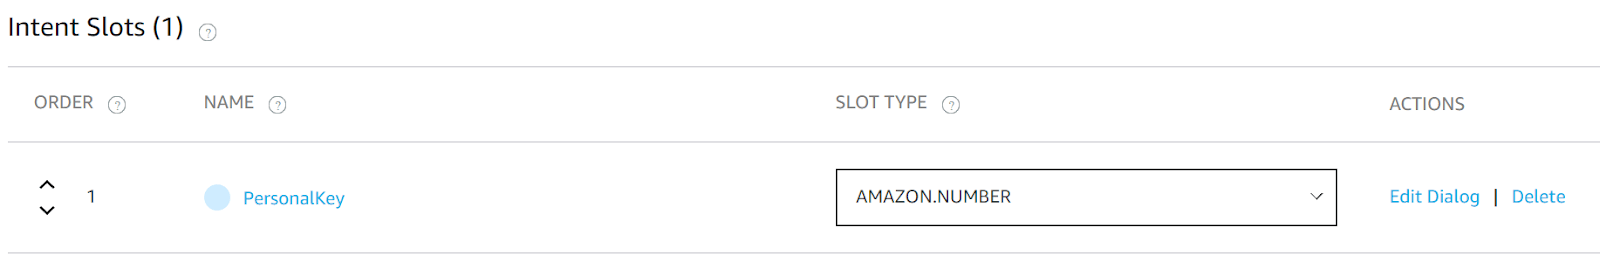 Intent Slots (1) ?
ORDER ? NAME ? SLOT TYPE ? ACTIONS
1 PersonalKey AMAZON.NUMBER Edit Dialog | Delete